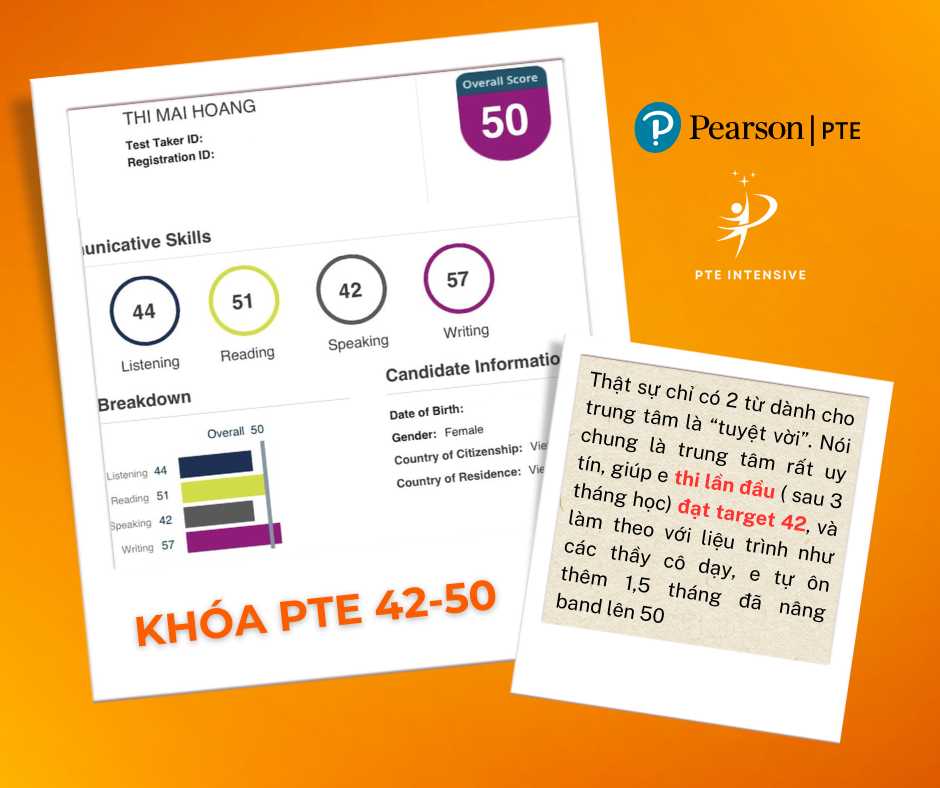 THI MAI HOANG
Test Taker ID:
Registration ID:
Overall Score
50
Pearson | PTE
PTE INTENSIVE
unicative Skills
44
51
42
57
Listening
Reading
Speaking
Writing
Breakdown
Overall 50
Listening 44
Reading 51
Speaking 42
Writing 57
Candidate Informatio
Date of Birth:
Gender: Female
Country of Citizenship: Vie
Country of Residence: Vie
KHÓA PTE 42-50
Thật sự chỉ có 2 từ dành cho
trung tâm là “tuyệt vời”. Nói
chung là trung tâm rất uy
tín, giúp e thi lần đầu ( sau 3
tháng học) đạt target 42, và
làm theo với liệu trình như
các thầy cô dạy, e tự ôn
thêm 1,5 tháng đã nâng
band lên 50